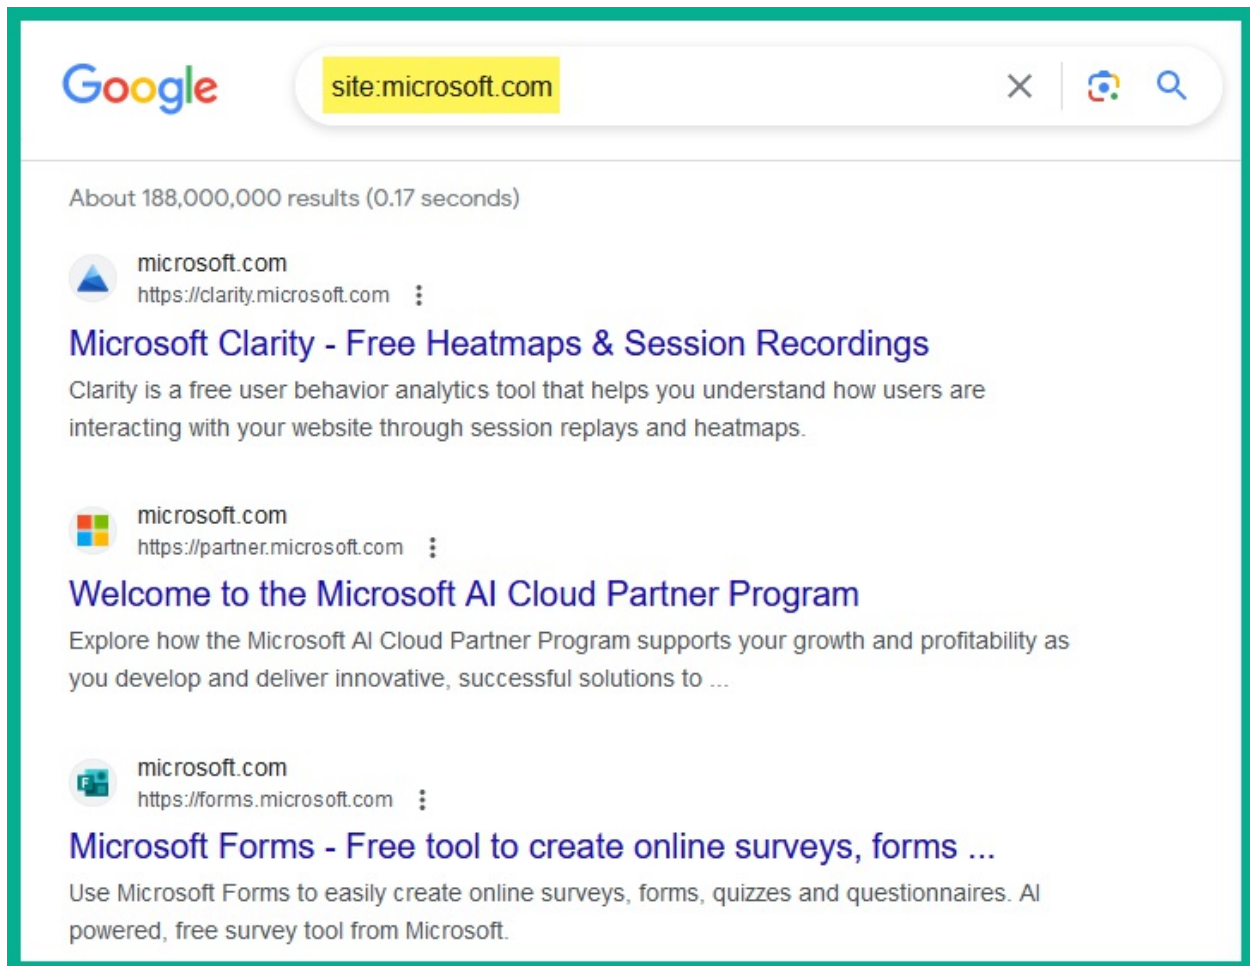 Google
site:microsoft.com
About 188,000,000 results (0.17 seconds)
microsoft.com
https://clarity.microsoft.com
Microsoft Clarity - Free Heatmaps & Session Recordings
Clarity is a free user behavior analytics tool that helps you understand how users are
interacting with your website through session replays and heatmaps.
microsoft.com
https://partner.microsoft.com
Welcome to the Microsoft AI Cloud Partner Program
Explore how the Microsoft AI Cloud Partner Program supports your growth and profitability as
you develop and deliver innovative, successful solutions to ...
microsoft.com
https://forms.microsoft.com
Microsoft Forms - Free tool to create online surveys, forms ...
Use Microsoft Forms to easily create online surveys, forms, quizzes and questionnaires. AI
powered, free survey tool from Microsoft.